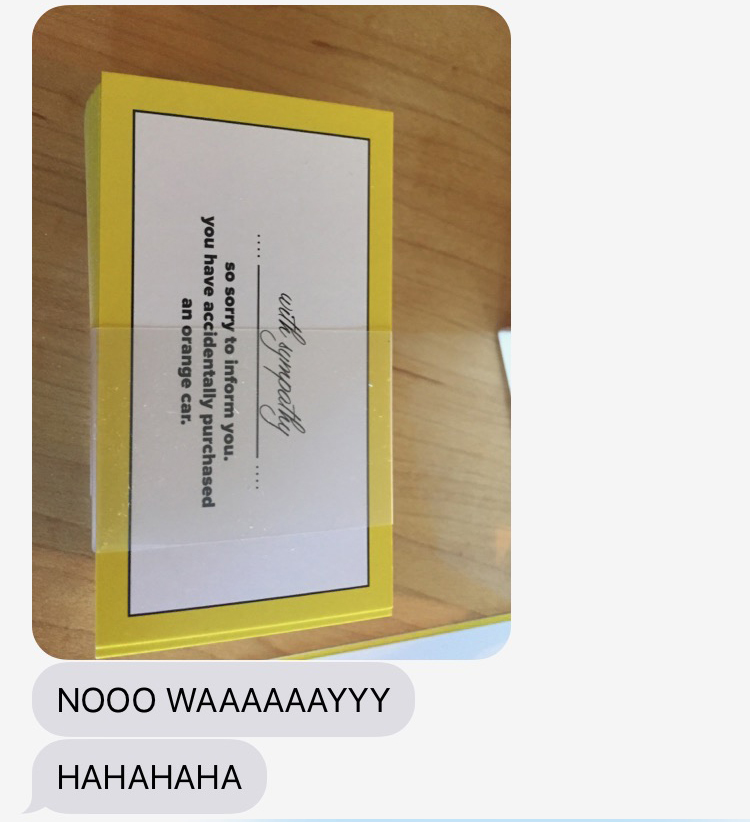 with sympathy
so sorry to inform you.
you have accidentally purchased
an orange car.
NOOO WAAAAAAYYY
HAHAHAHA